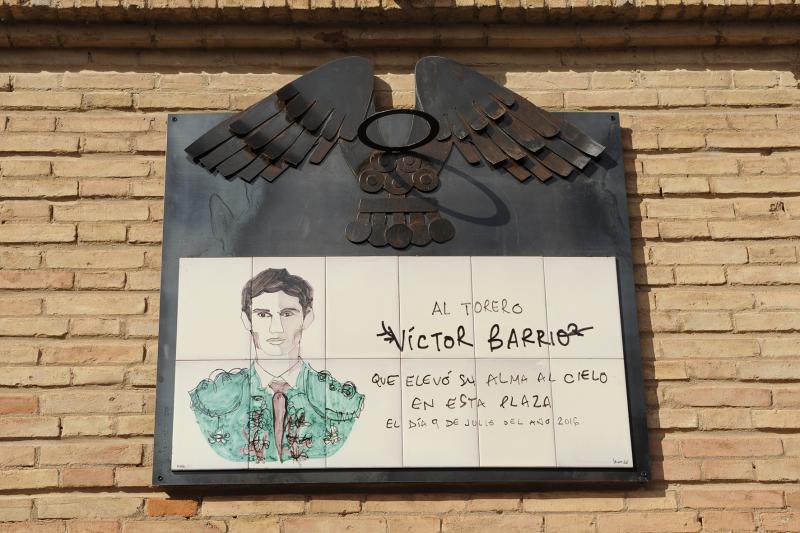 AL TORERO
VÍCTOR BARRIO
QUE ELEVÓ SU ALMA AL CIELO
EN ESTA PLAZA
EL DÍA 9 DE JULIO DEL AÑO 2016